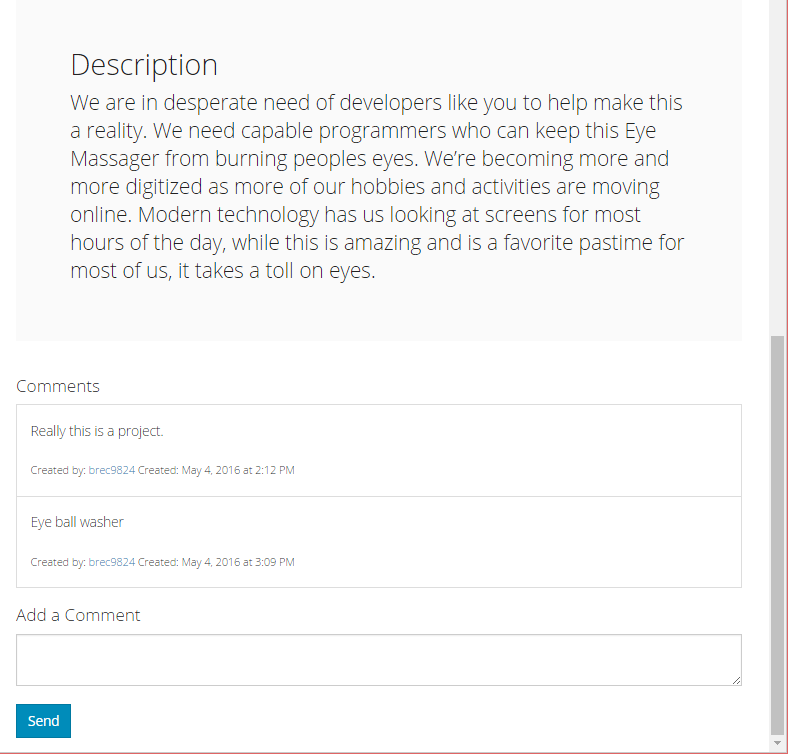 Description
We are in desperate need of developers like you to help make this
a reality. We need capable programmers who can keep this Eye
Massager from burning peoples eyes. We’re becoming more and
more digitized as more of our hobbies and activities are moving
online. Modern technology has us looking at screens for most
hours of the day, while this is amazing and is a favorite pastime for
most of us, it takes a toll on eyes.
Comments
Really this is a project.
Created by: brec9824 Created: May 4, 2016 at 2:12 PM
Eye ball washer
Created by: brec9824 Created: May 4, 2016 at 3:09 PM
Add a Comment
Send